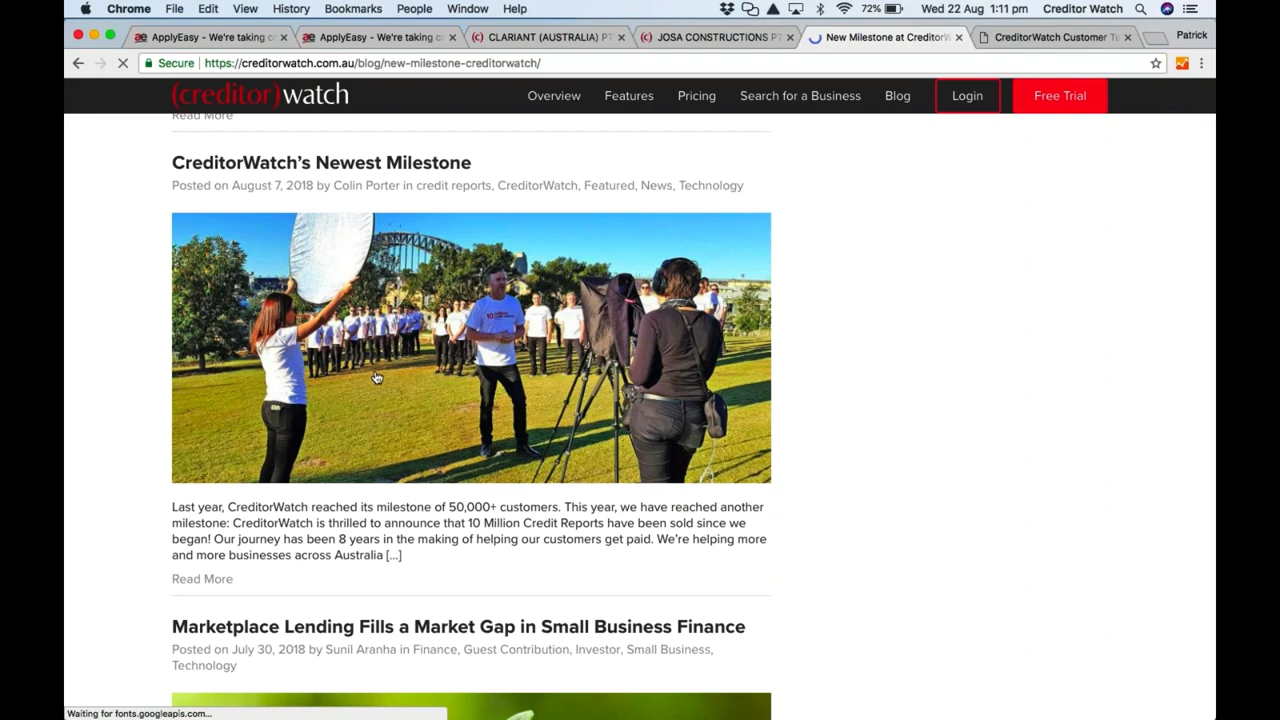 Chrome File Edit View History Bookmarks People Window Help 72% Wed 22 Aug 1:11 pm Creditor Watch
ApplyEasy - We're taking c ApplyEasy - We're taking c CLARIANT (AUSTRALIA) PT JOSA CONSTRUCTIONS PT New Milestone at CreditorW CreditorWatch Customer Te Patrick
Secure https://creditorwatch.com.au/blog/new-milestone-creditorwatch/
(creditor)watch Overview Features Pricing Search for a Business Blog Login Free Trial
Read More
CreditorWatch's Newest Milestone
Posted on August 7, 2018 by Colin Porter in credit reports, CreditorWatch, Featured, News, Technology
Last year, CreditorWatch reached its milestone of 50,000+ customers. This year, we have reached another
milestone: CreditorWatch is thrilled to announce that 10 Million Credit Reports have been sold since we
began! Our journey has been 8 years in the making of helping our customers get paid. We're helping more
and more businesses across Australia [...]
Read More
Marketplace Lending Fills a Market Gap in Small Business Finance
Posted on July 30, 2018 by Sunil Aranha in Finance, Guest Contribution, Investor, Small Business,
Technology
Waiting for fonts.googleapis.com...